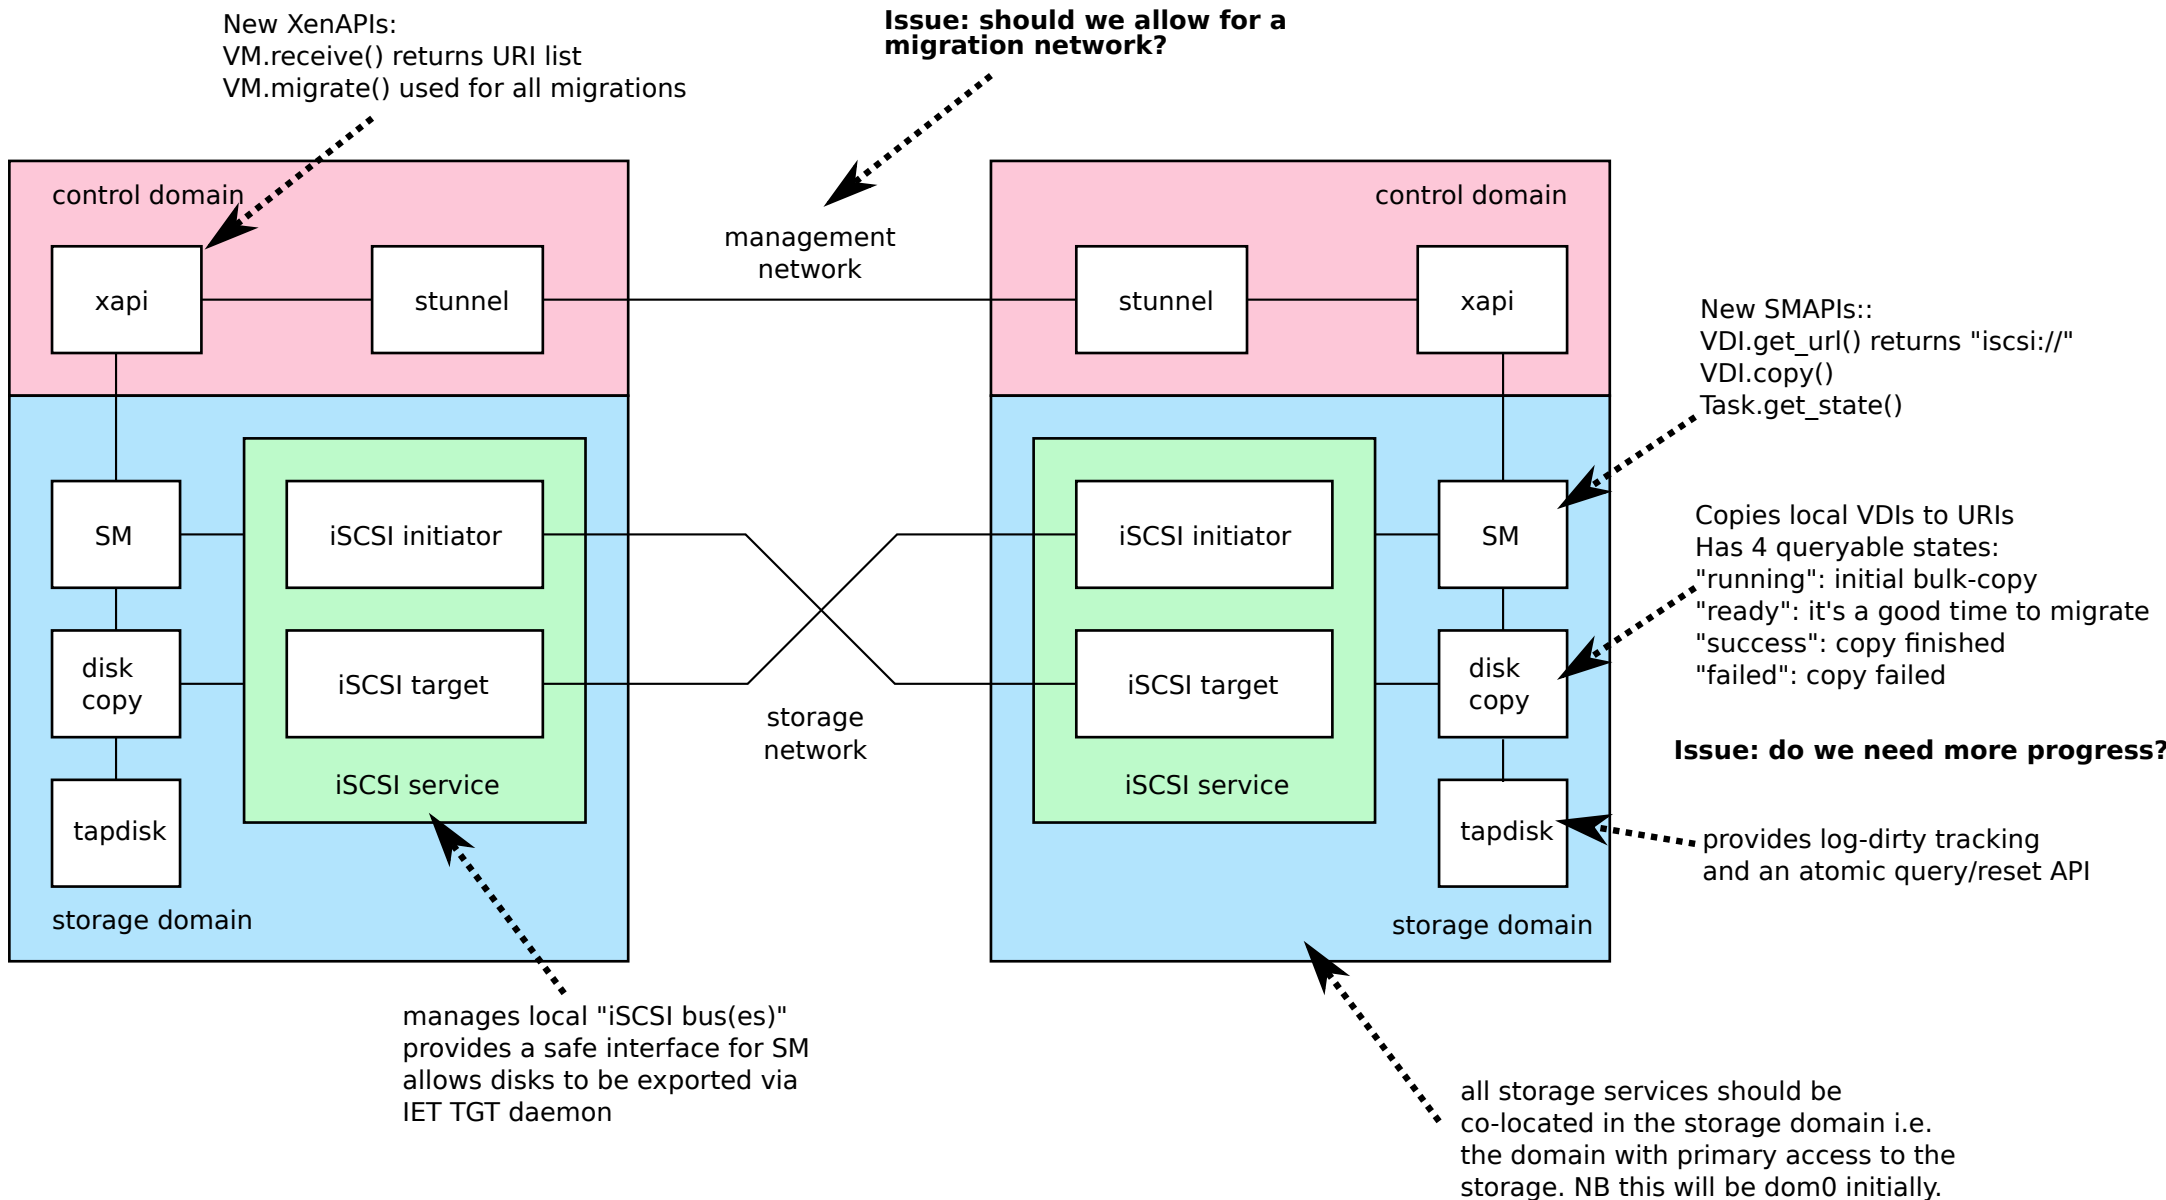 New XenAPIs:
VM.receive() returns URI list
VM.migrate() used for all migrations
Issue: should we allow for a
migration network?
control domain
xapi
stunnel
management
network
control domain
stunnel
xapi
New SMAPIs::
VDI.get_url() returns "iscsi://"
VDI.copy()
Task.get_state()
SM
iSCSI initiator
disk
copy
iSCSI target
iSCSI service
tapdisk
storage domain
storage
network
iSCSI initiator
SM
iSCSI target
disk
copy
iSCSI service
tapdisk
storage domain
Copies local VDIs to URIs
Has 4 queryable states:
"running": initial bulk-copy
"ready": it's a good time to migrate
"success": copy finished
"failed": copy failed
Issue: do we need more progress?
provides log-dirty tracking
and an atomic query/reset API
manages local "iSCSI bus(es)"
provides a safe interface for SM
allows disks to be exported via
IET TGT daemon
all storage services should be
co-located in the storage domain i.e.
the domain with primary access to the
storage. NB this will be dom0 initially.